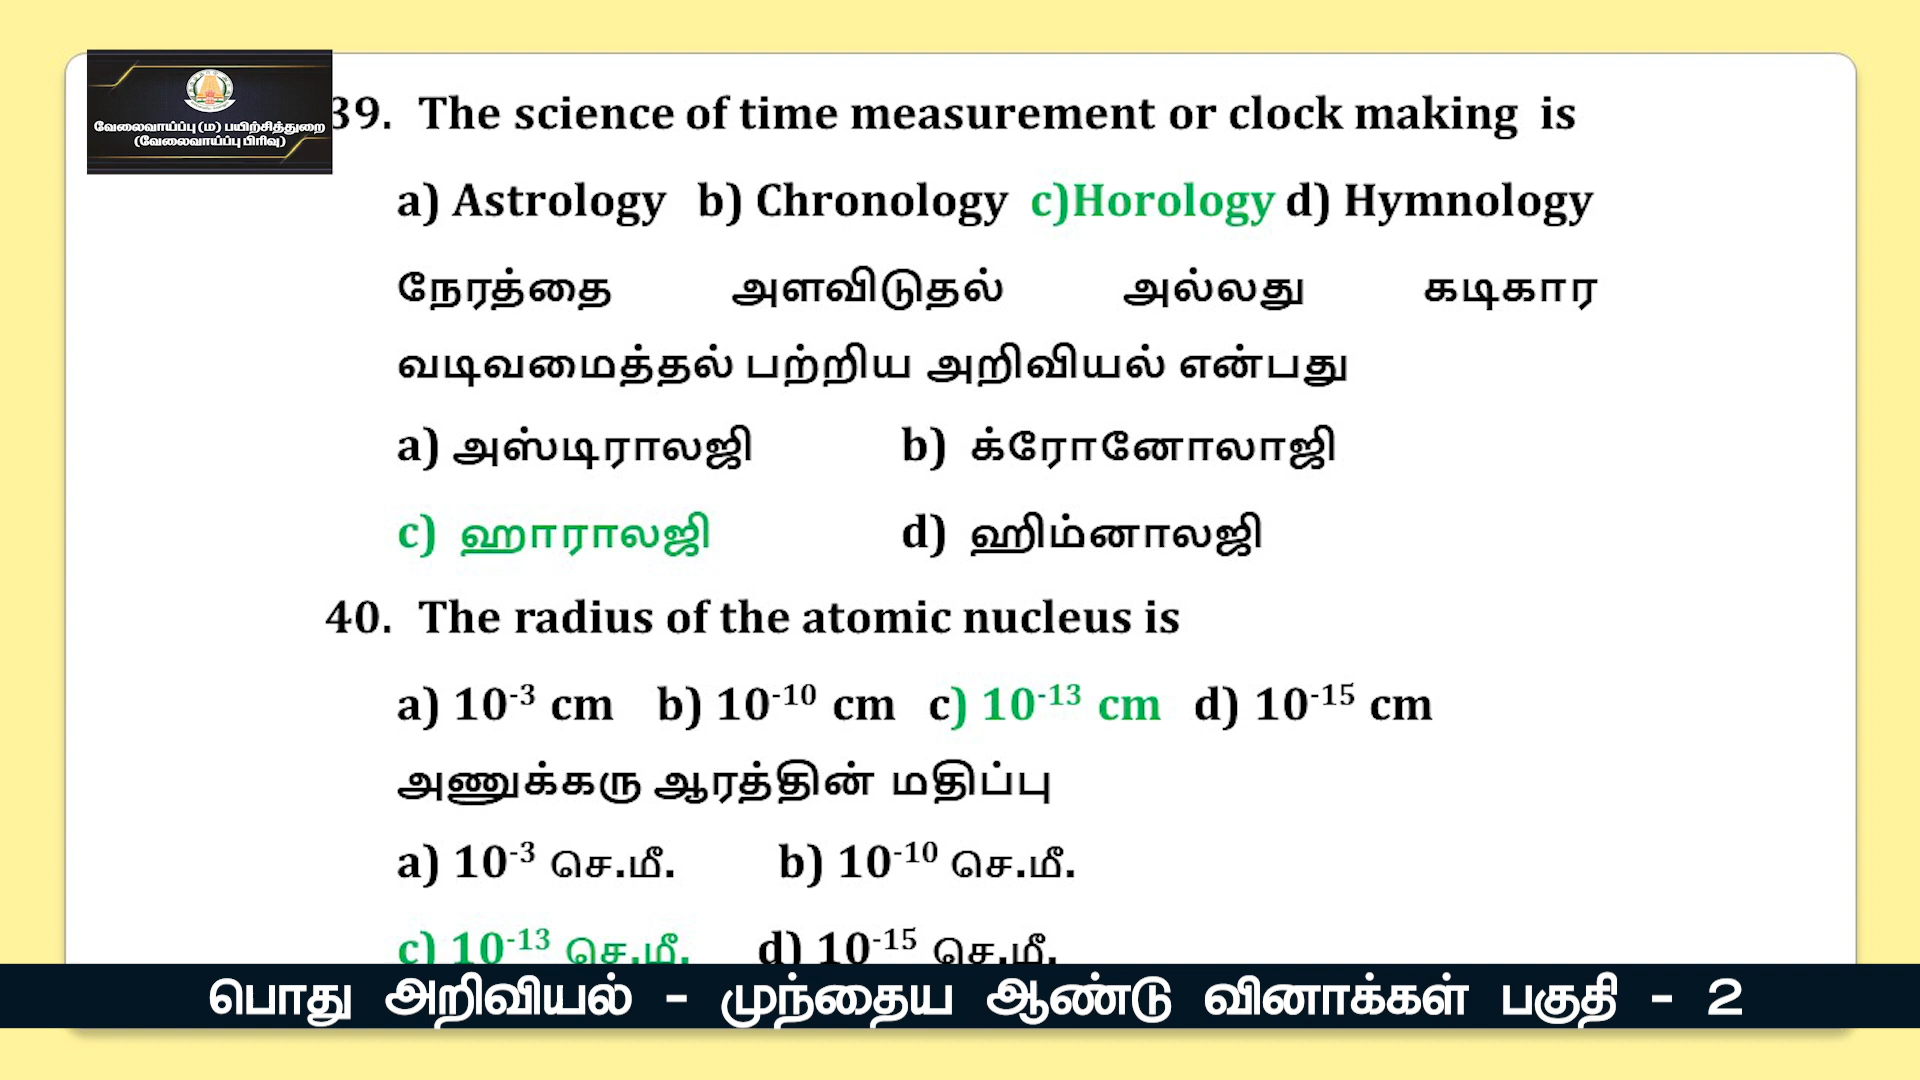 வேலைவாய்ப்பு (ம) பயிற்சித்துறை
(வேலைவாய்ப்பு பிரிவு)
39. The science of time measurement or clock making is
a) Astrology b) Chronology c)Horology d) Hymnology
நேரத்தை அளவிடுதல் அல்லது கடிகார
வடிவமைத்தல் பற்றிய அறிவியல் என்பது
a) அஸ்டிராலஜி b) க்ரோனோலாஜி
c) ஹாராலஜி d) ஹிம்னாலஜி
40. The radius of the atomic nucleus is
a) 10⁻³ cm b) 10⁻¹⁰ cm c) 10⁻¹³ cm d) 10⁻¹⁵ cm
அணுக்கரு ஆரத்தின் மதிப்பு
a) 10⁻³ செ.மீ. b) 10⁻¹⁰ செ.மீ.
c) 10⁻¹³ செ.மீ. d) 10⁻¹⁵ செ.மீ.
பொது அறிவியல் - முந்தைய ஆண்டு வினாக்கள் பகுதி - 2